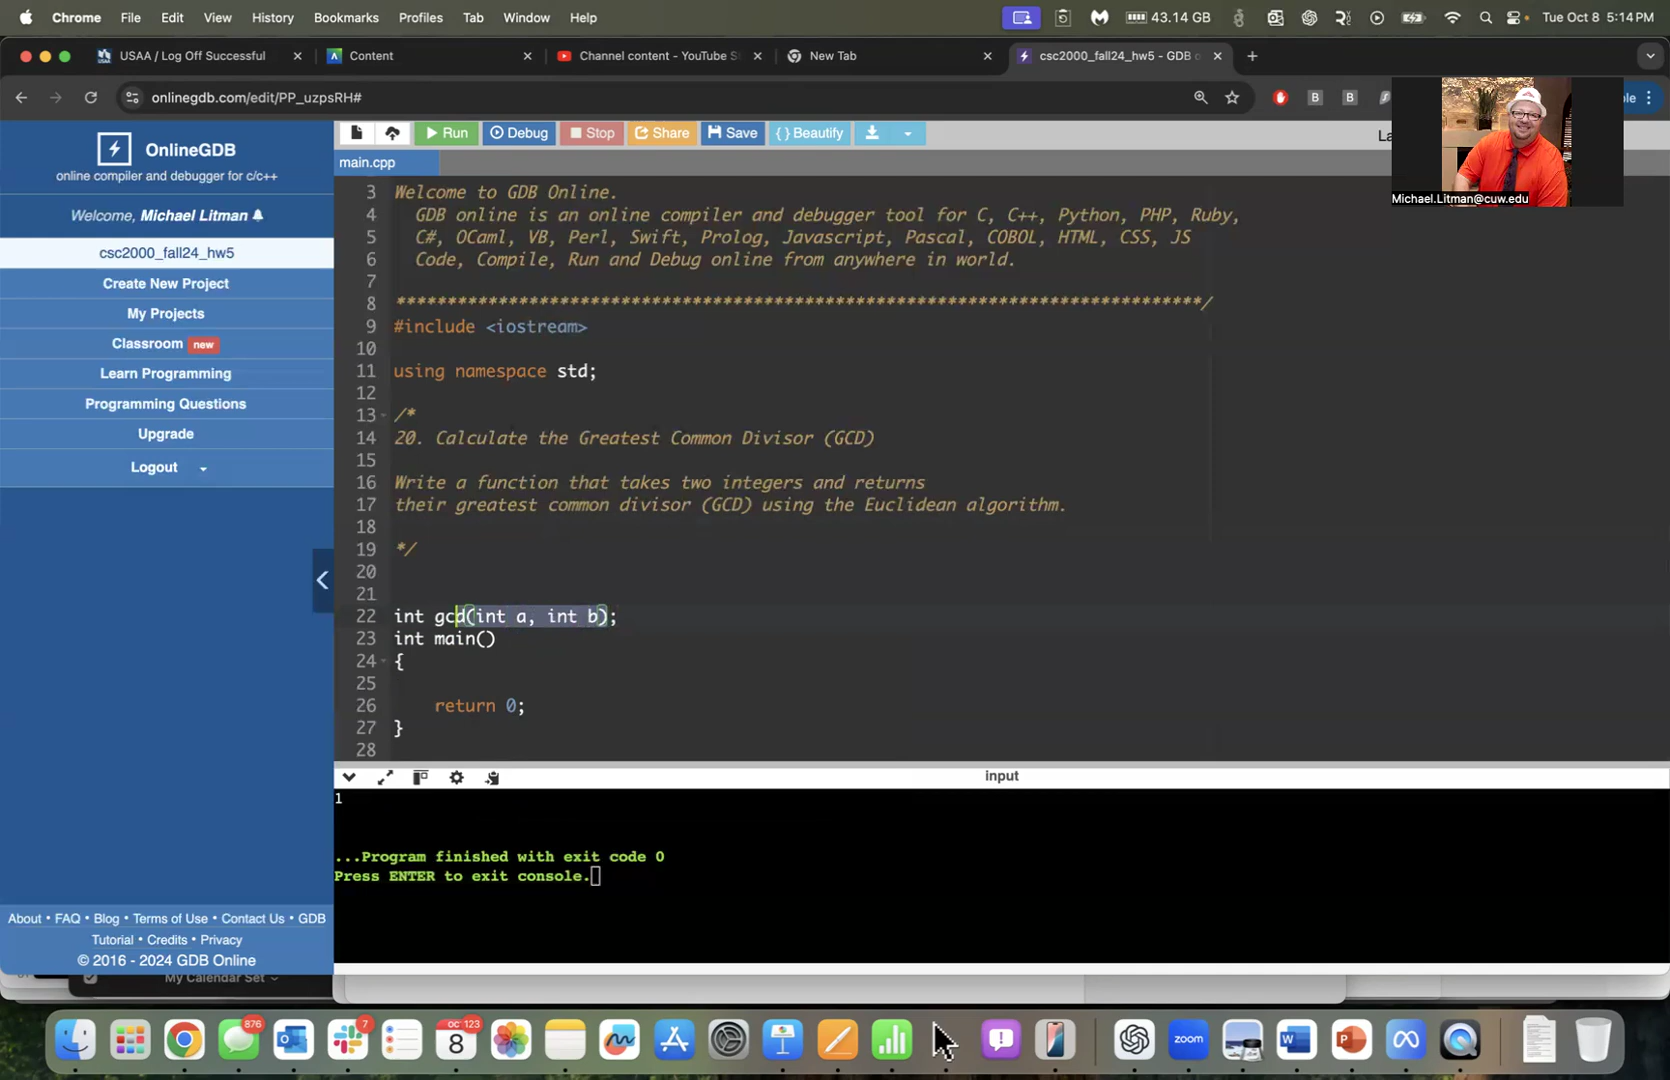 Chrome File Edit View History Bookmarks Profiles Tab Window Help 43.14 GB Tue Oct 8 5:14 PM
USAA / Log Off Successful Content Channel content - YouTube S New Tab csc2000_fall24_hw5 - GDB o
onlinegdb.com/edit/PP_uzpsRH#
OnlineGDB
online compiler and debugger for c/c++
Welcome, Michael Litman
csc2000_fall24_hw5
Create New Project
My Projects
Classroom new
Learn Programming
Programming Questions
Upgrade
Logout
About • FAQ • Blog • Terms of Use • Contact Us • GDB
Tutorial • Credits • Privacy
© 2016 - 2024 GDB Online
My Calendar Set
Run Debug Stop Share Save { } Beautify
Michael.Litman@cuw.edu
main.cpp
3 Welcome to GDB Online.
4 GDB online is an online compiler and debugger tool for C, C++, Python, PHP, Ruby,
5 C#, OCaml, VB, Perl, Swift, Prolog, Javascript, Pascal, COBOL, HTML, CSS, JS
6 Code, Compile, Run and Debug online from anywhere in world.
7
8 *******************************************************************************/
9 #include <iostream>
10
11 using namespace std;
12
13 /*
14 20. Calculate the Greatest Common Divisor (GCD)
15
16 Write a function that takes two integers and returns
17 their greatest common divisor (GCD) using the Euclidean algorithm.
18
19 */
20
21
22 int gcd(int a, int b);
23 int main()
24 {
25
26 return 0;
27 }
28
input
1
...Program finished with exit code 0
Press ENTER to exit console.
876
7
OC 123
8
zoom